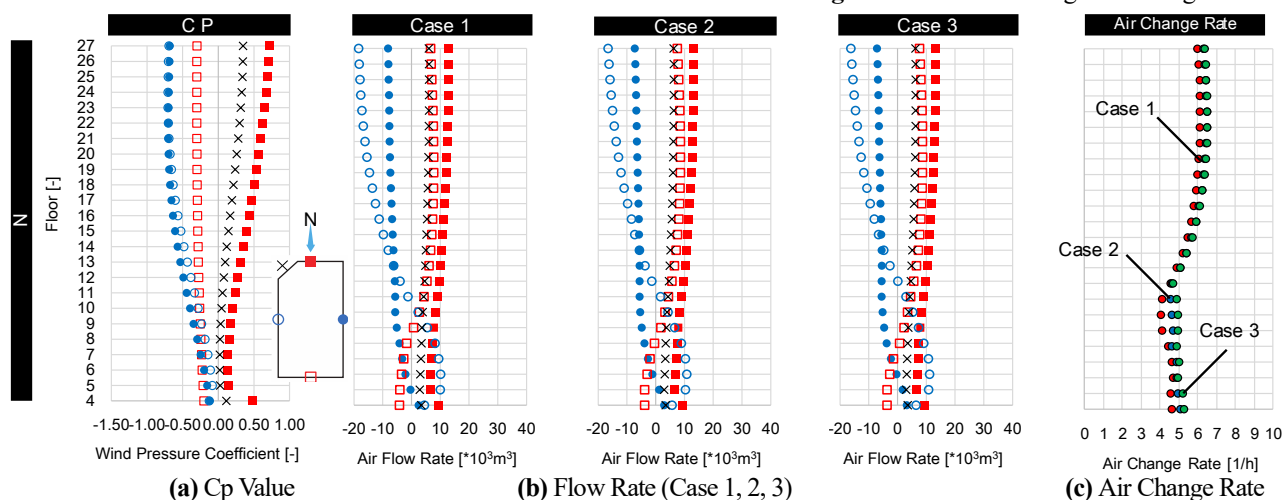 C P
Case 1
Case 2
Case 3
Air Change Rate
N
Floor [-]
27
26
25
24
23
22
21
20
19
18
17
16
15
14
13
12
11
10
9
8
7
6
5
4
N
-1.50 -1.00 -0.50 0.00 0.50 1.00
Wind Pressure Coefficient [-]
-20 -10 0 10 20 30 40
Air Flow Rate [*10³m³]
-20 -10 0 10 20 30 40
Air Flow Rate [*10³m³]
-20 -10 0 10 20 30 40
Air Flow Rate [*10³m³]
Case 1
Case 2
Case 3
0 1 2 3 4 5 6 7 8 9 10
Air Change Rate [1/h]
(a) Cp Value
(b) Flow Rate (Case 1, 2, 3)
(c) Air Change Rate